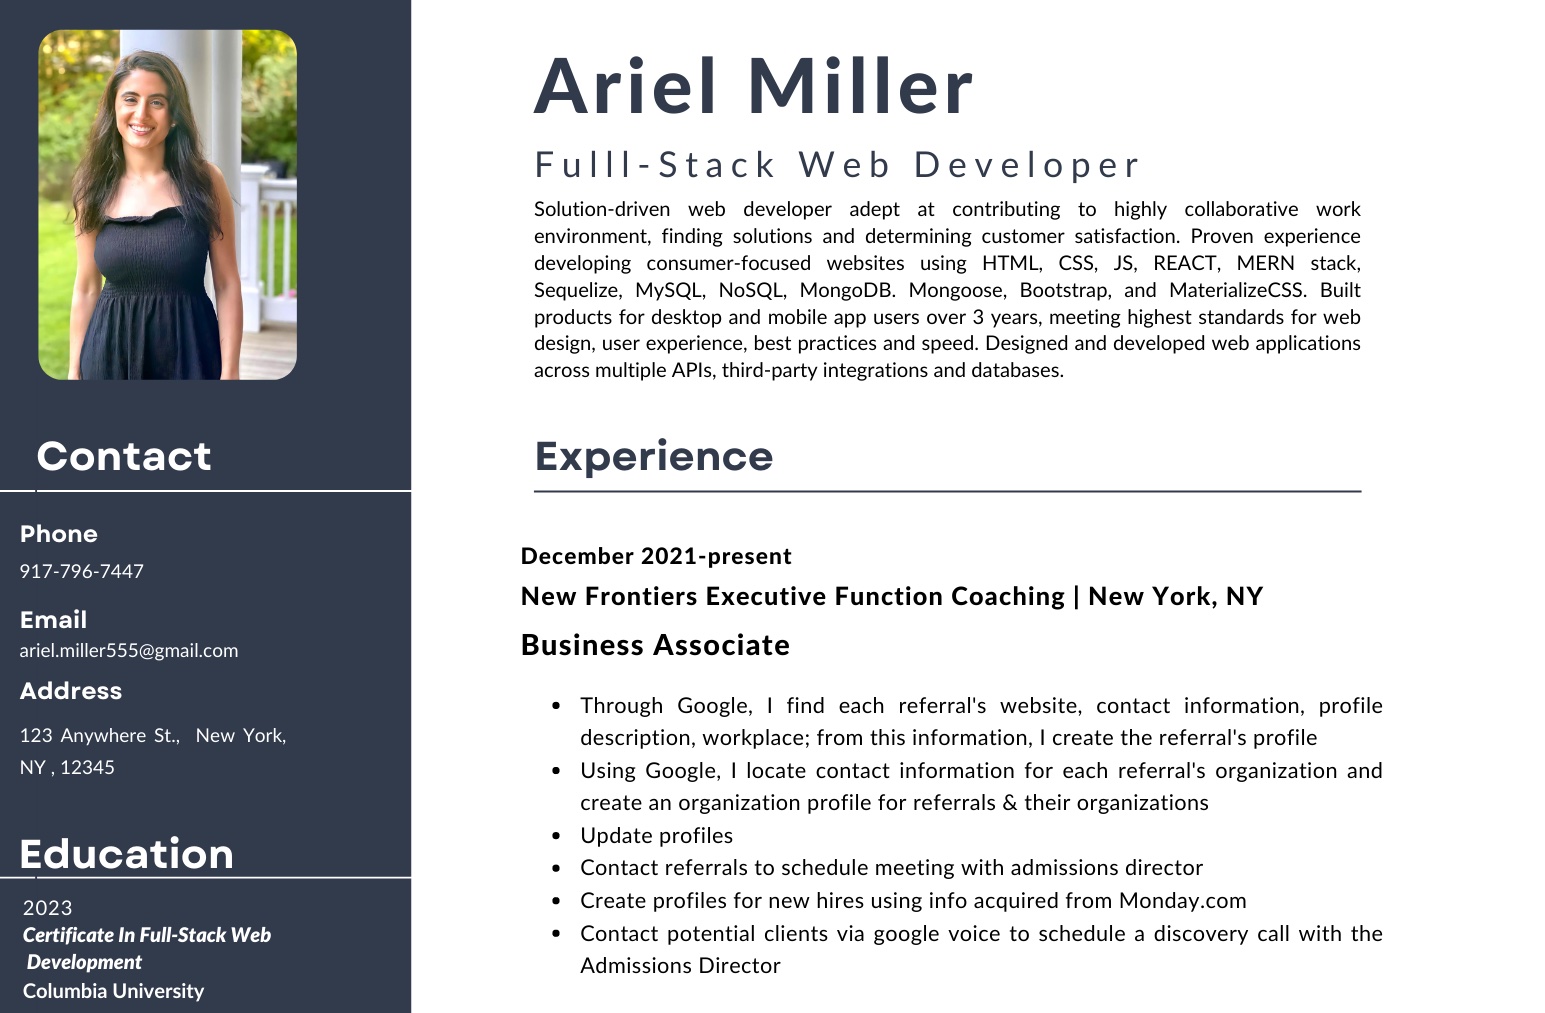 Ariel Miller
Fulll-Stack Web Developer
Solution-driven web developer adept at contributing to highly collaborative work
environment, finding solutions and determining customer satisfaction. Proven experience
developing consumer-focused websites using HTML, CSS, JS, REACT, MERN stack,
Sequelize, MySQL, NoSQL, MongoDB. Mongoose, Bootstrap, and MaterializeCSS. Built
products for desktop and mobile app users over 3 years, meeting highest standards for web
design, user experience, best practices and speed. Designed and developed web applications
across multiple APIs, third-party integrations and databases.
Contact
Phone
917-796-7447
Email
ariel.miller555@gmail.com
Address
123 Anywhere St., New York,
NY , 12345
Education
2023
Certificate In Full-Stack Web
Development
Columbia University
Experience
December 2021-present
New Frontiers Executive Function Coaching | New York, NY
Business Associate
• Through Google, I find each referral's website, contact information, profile
description, workplace; from this information, I create the referral's profile
• Using Google, I locate contact information for each referral's organization and
create an organization profile for referrals & their organizations
• Update profiles
• Contact referrals to schedule meeting with admissions director
• Create profiles for new hires using info acquired from Monday.com
• Contact potential clients via google voice to schedule a discovery call with the
Admissions Director